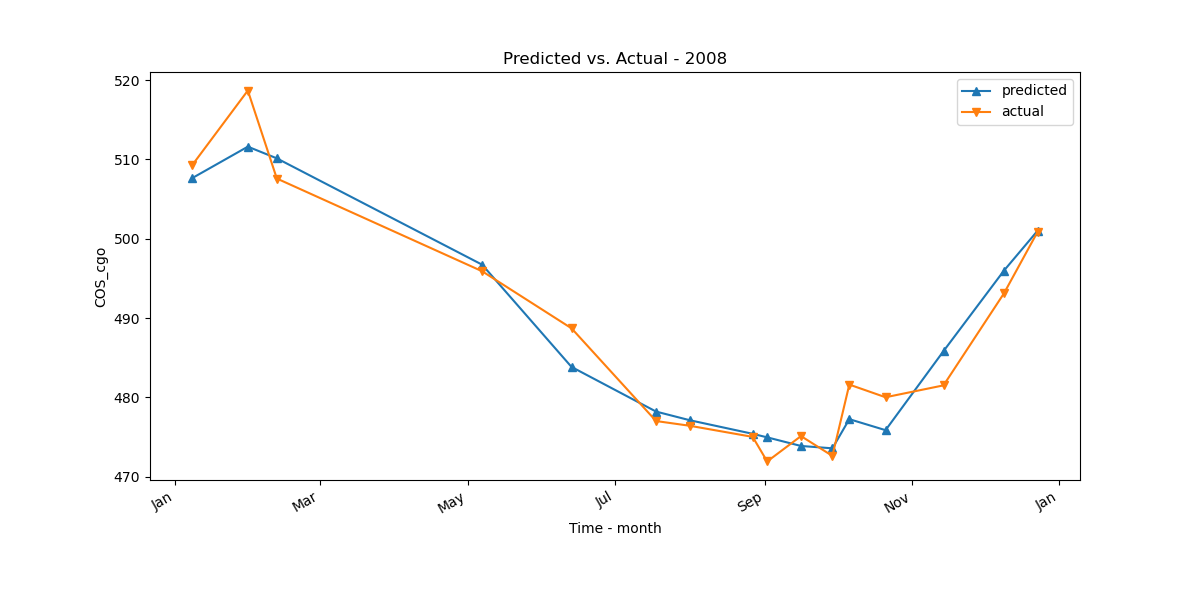 Predicted vs. Actual - 2008
predicted
actual
520
510
500
490
480
470
COS_cgo
Jan
Mar
May
Jul
Sep
Nov
Jan
Time - month